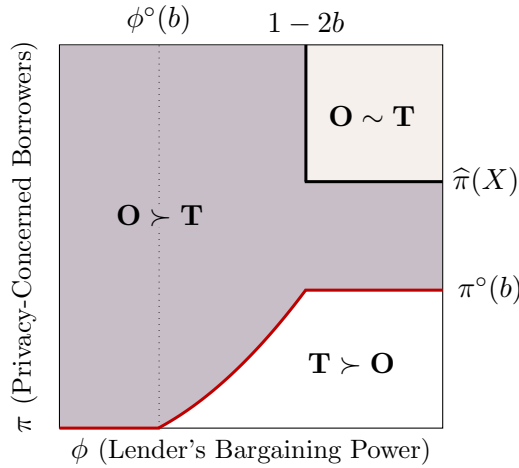 ϕ°(b)
1 − 2b
O ∼ T
π̂(X)
O ≻ T
π°(b)
T ≻ O
π (Privacy-Concerned Borrowers)
ϕ (Lender's Bargaining Power)